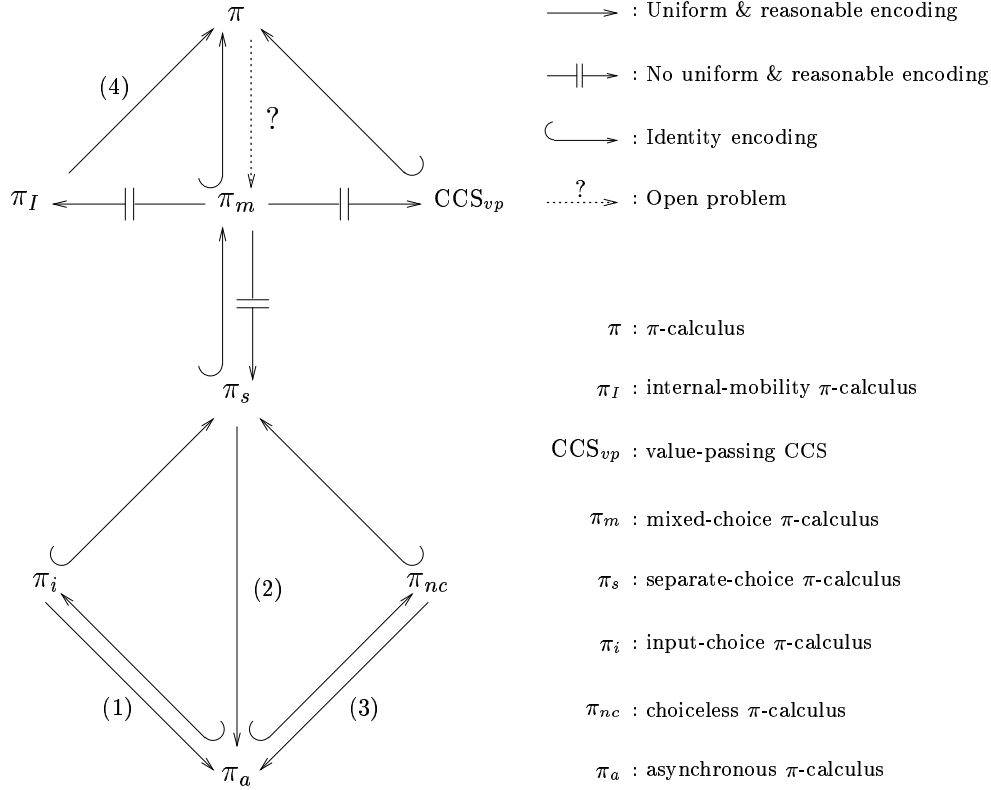 π
(4)
?
π_I
π_m
CCS_vp
π_s
π_i
π_nc
(2)
(1)
(3)
π_a
: Uniform & reasonable encoding
: No uniform & reasonable encoding
: Identity encoding
? : Open problem
π : π-calculus
π_I : internal-mobility π-calculus
CCS_vp : value-passing CCS
π_m : mixed-choice π-calculus
π_s : separate-choice π-calculus
π_i : input-choice π-calculus
π_nc : choiceless π-calculus
π_a : asynchronous π-calculus